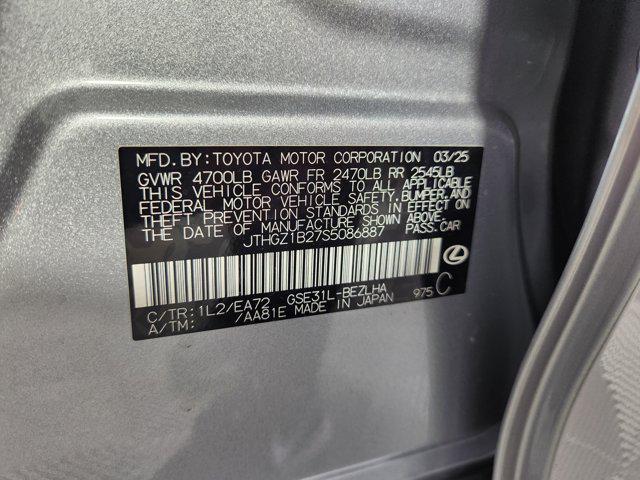 MFD.BY:TOYOTA MOTOR CORPORATION 03/25
GVWR 4700LB GAWR FR 2470LB RR 2545LB
THIS VEHICLE CONFORMS TO ALL APPLICABLE
FEDERAL MOTOR VEHICLE SAFETY,BUMPER,AND
THEFT PREVENTION STANDARDS IN EFFECT ON
THE DATE OF MANUFACTURE SHOWN ABOVE.
JTHGZ1B27S5086887 PASS.CAR
C/TR:1L2/EA72 GSE31L-BEZLHA 975 C
A/TM: /AA81E MADE IN JAPAN